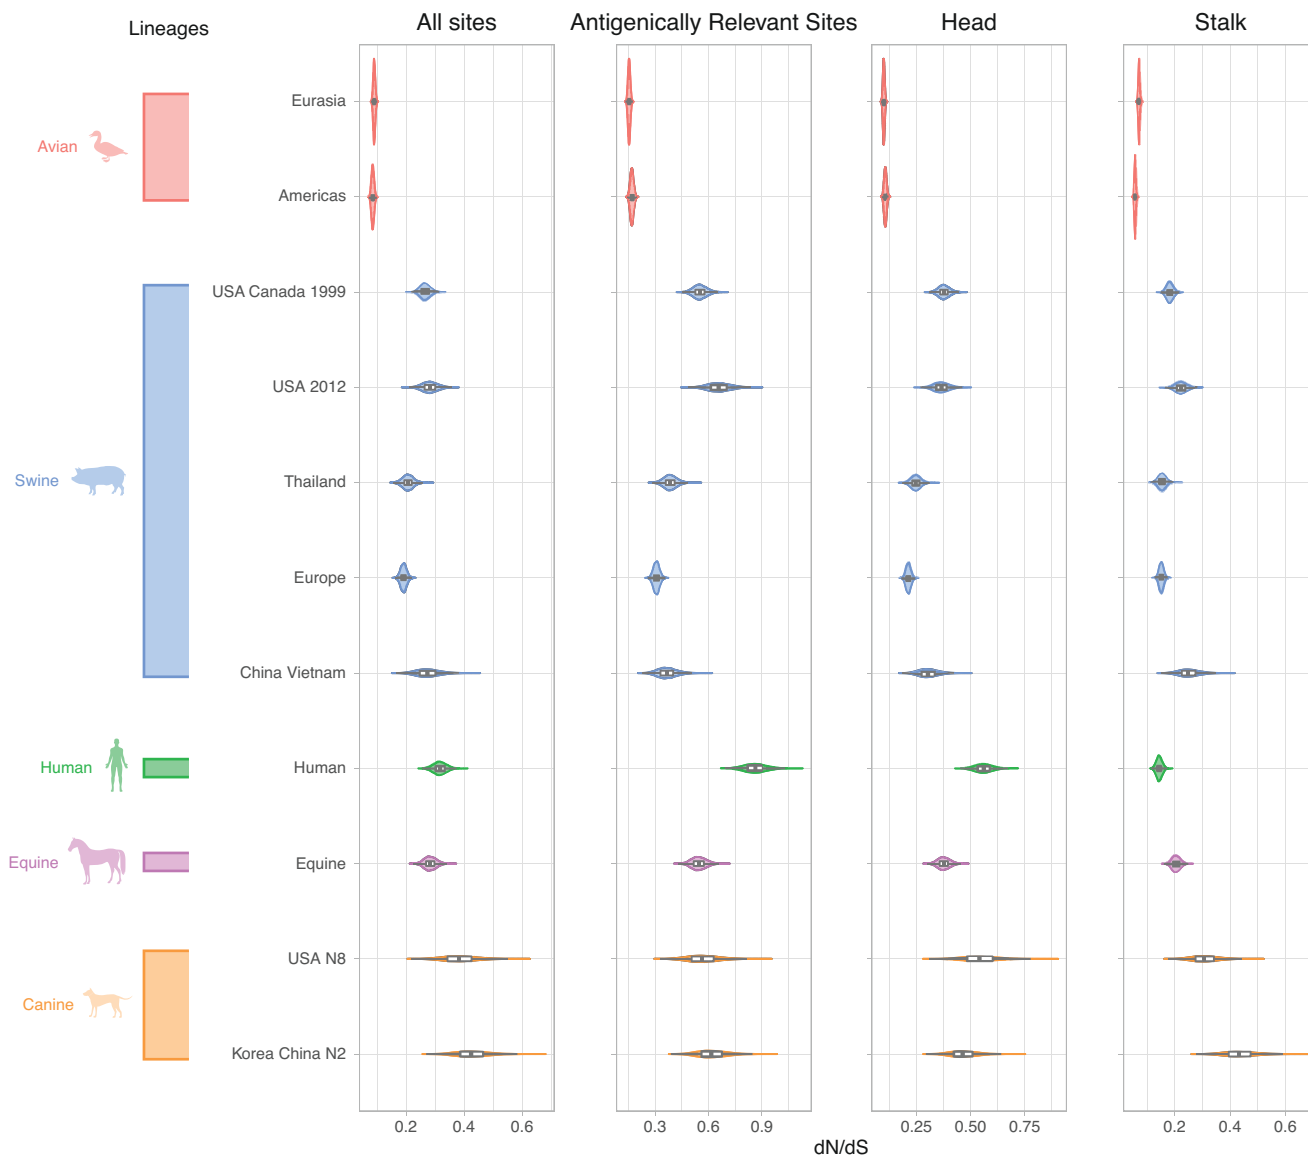 Lineages
All sites
Antigenically Relevant Sites
Head
Stalk
Avian
Eurasia
Americas
Swine
USA Canada 1999
USA 2012
Thailand
Europe
China Vietnam
Human
Human
Equine
Equine
Canine
USA N8
Korea China N2
0.2 0.4 0.6
0.3 0.6 0.9
0.25 0.50 0.75
0.2 0.4 0.6
dN/dS